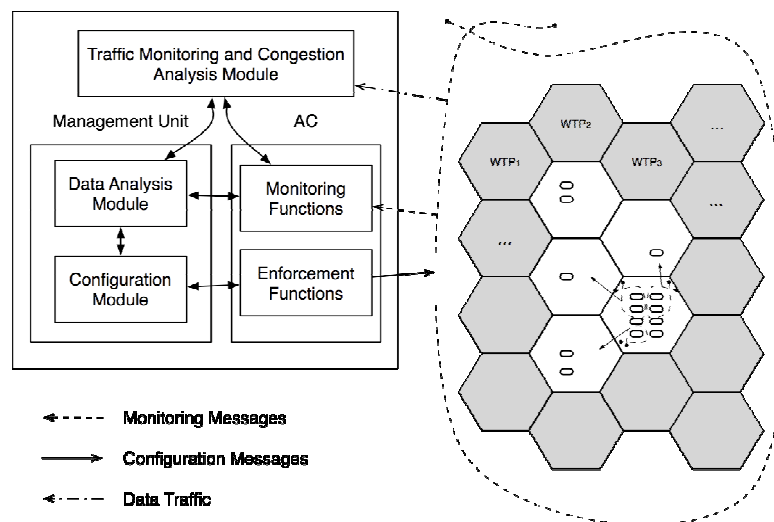 Traffic Monitoring and Congestion
Analysis Module
Management Unit
AC
Data Analysis
Module
Monitoring
Functions
Configuration
Module
Enforcement
Functions
Monitoring Messages
Configuration Messages
Data Traffic
WTP1
WTP2
WTP3
...
...
...